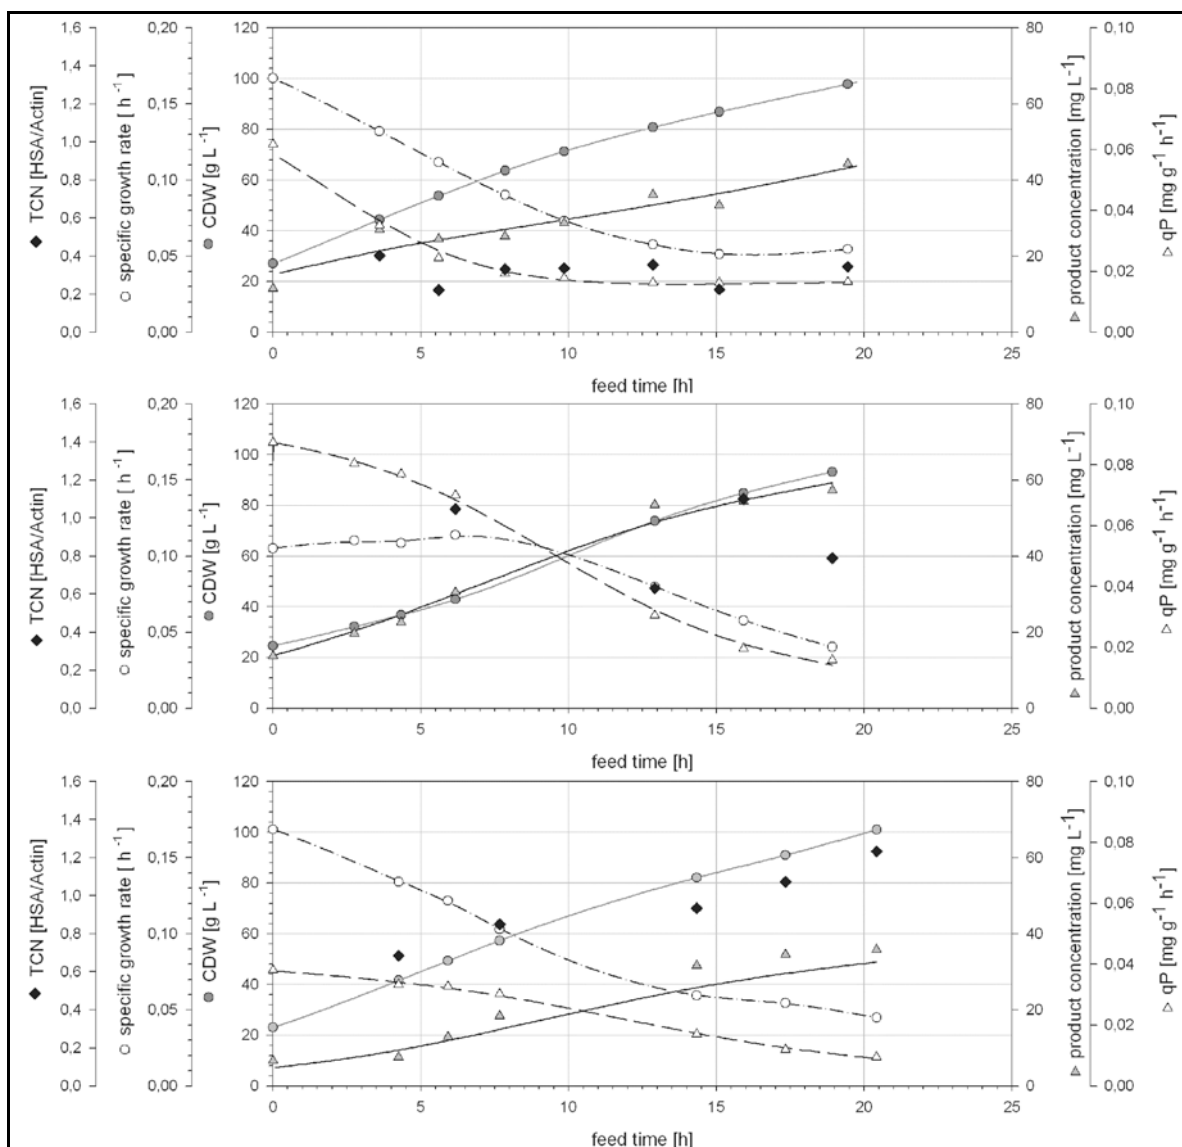 1,6 0,20 120 80 0,10
1,4 100 0,08
1,2 0,15 60
1,0 80 0,06
0,8 0,10 60 40
0,6 0,04
0,4 0,05 40 20
0,2 20 0,02
0,0 0,00 0 0 0,00
TCN [HSA/Actin]
specific growth rate [ h -1]
CDW [g L-1]
product concentration [mg L-1]
qP [mg g-1 h-1]
0 5 10 15 20 25
feed time [h]
1,6 0,20 120 80 0,10
1,4 100 0,08
1,2 0,15 60
1,0 80 0,06
0,8 0,10 60 40
0,6 0,04
0,4 0,05 40 20
0,2 20 0,02
0,0 0,00 0 0 0,00
TCN [HSA/Actin]
specific growth rate [ h -1]
CDW [g L-1]
product concentration [mg L-1]
qP [mg g-1 h-1]
0 5 10 15 20 25
feed time [h]
1,6 0,20 120 80 0,10
1,4 100 0,08
1,2 0,15 60
1,0 80 0,06
0,8 0,10 60 40
0,6 0,04
0,4 0,05 40 20
0,2 20 0,02
0,0 0,00 0 0 0,00
TCN [HSA/Actin]
specific growth rate [ h -1]
CDW [g L-1]
product concentration [mg L-1]
qP [mg g-1 h-1]
0 5 10 15 20 25
feed time [h]